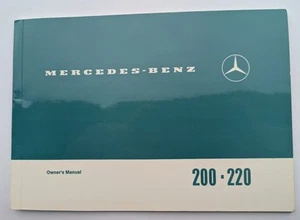 MERCEDES-BENZ
Owner's Manual
200 · 220